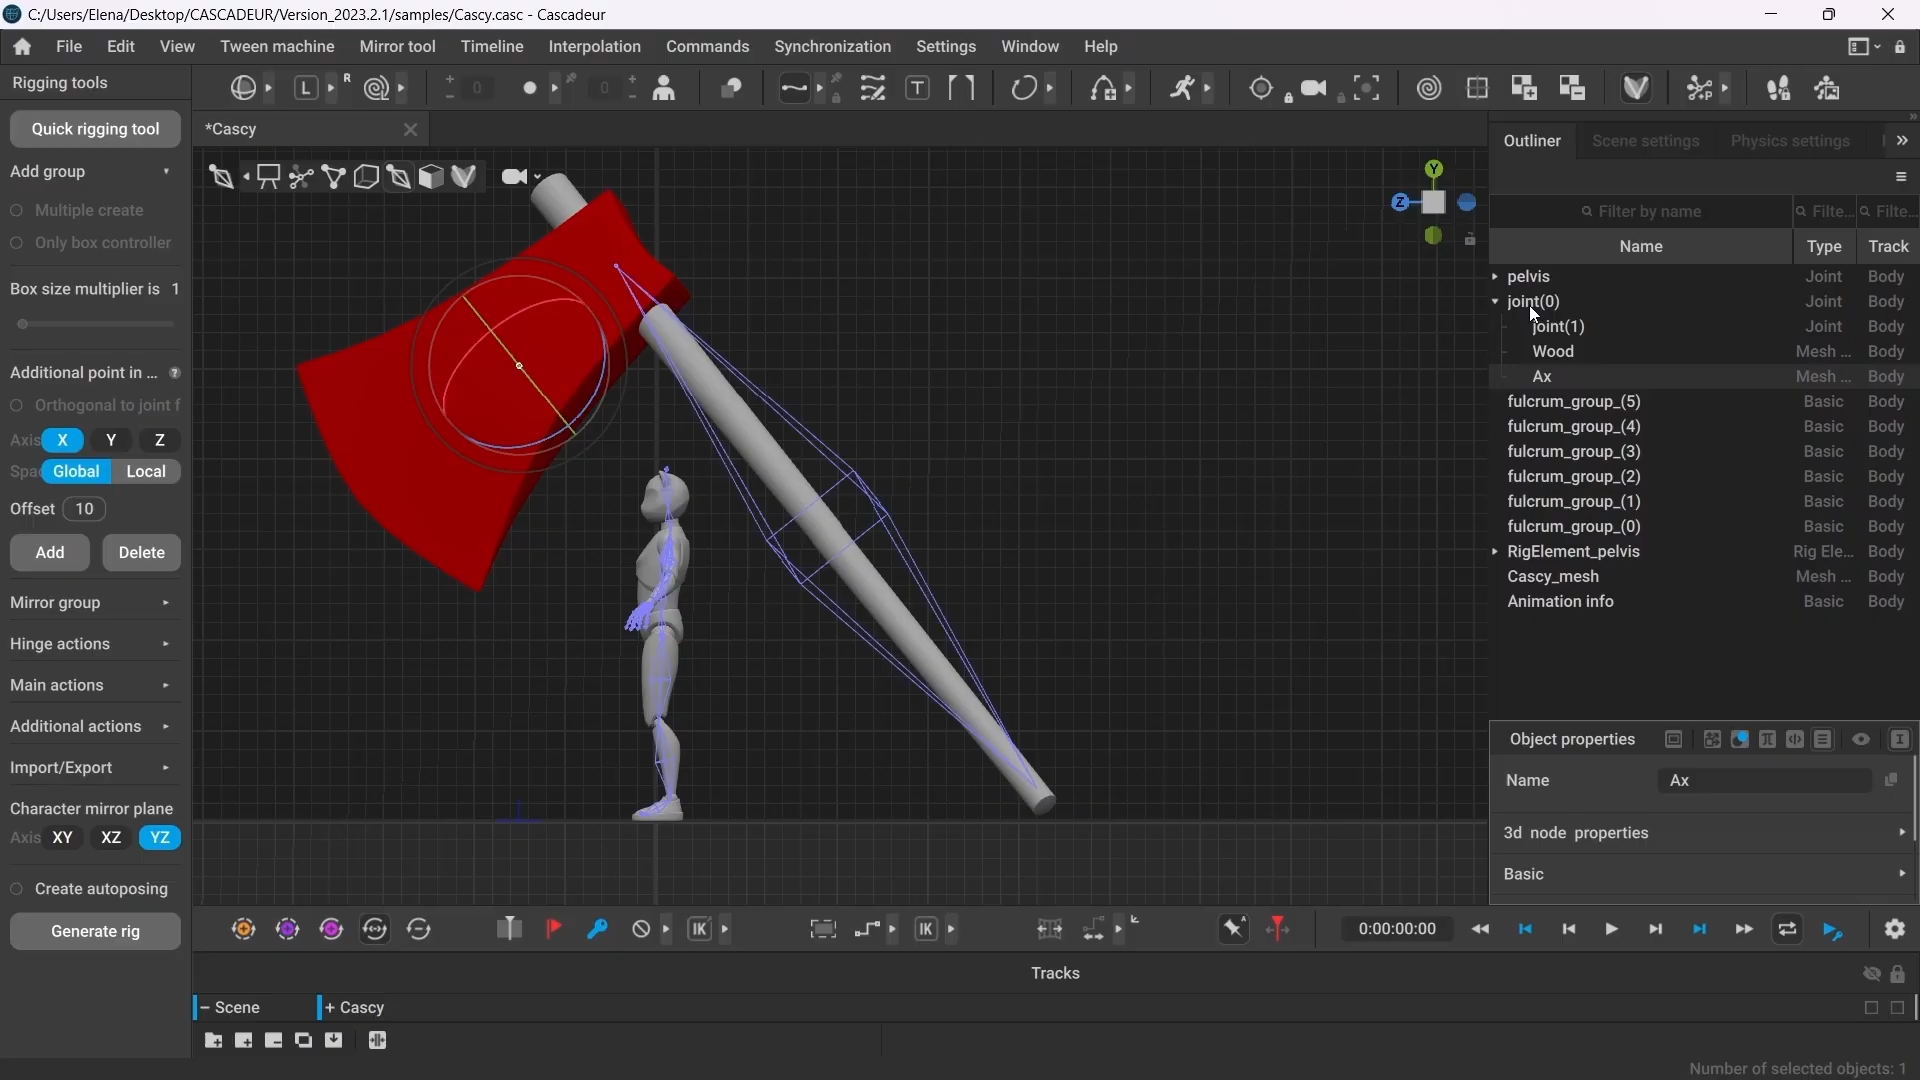 C:/Users/Elena/Desktop/CASCADEUR/Version_2023.2.1/samples/Cascy.casc - Cascadeur
File Edit View Tween machine Mirror tool Timeline Interpolation Commands Synchronization Settings Window Help
Rigging tools
L R 0 0 T P
Quick rigging tool
*Cascy
Outliner Scene settings Physics settings
Add group
Multiple create
Only box controller
Box size multiplier is 1
Additional point in ... ?
Orthogonal to joint f
Axis X Y Z
Global Local
Offset 10
Add Delete
Mirror group
Hinge actions
Main actions
Additional actions
Import/Export
Character mirror plane
Axis XY XZ YZ
Create autoposing
Generate rig
Y
Z
Filter by name Filte... Filte...
Name Type Track
pelvis Joint Body
joint(0) Joint Body
joint(1) Joint Body
Wood Mesh ... Body
Ax Mesh ... Body
fulcrum_group_(5) Basic Body
fulcrum_group_(4) Basic Body
fulcrum_group_(3) Basic Body
fulcrum_group_(2) Basic Body
fulcrum_group_(1) Basic Body
fulcrum_group_(0) Basic Body
RigElement_pelvis Rig Ele... Body
Cascy_mesh Mesh ... Body
Animation info Basic Body
Object properties
Name Ax
3d node properties
Basic
IK IK A 0:00:00:00
Tracks
− Scene + Cascy
Number of selected objects: 1